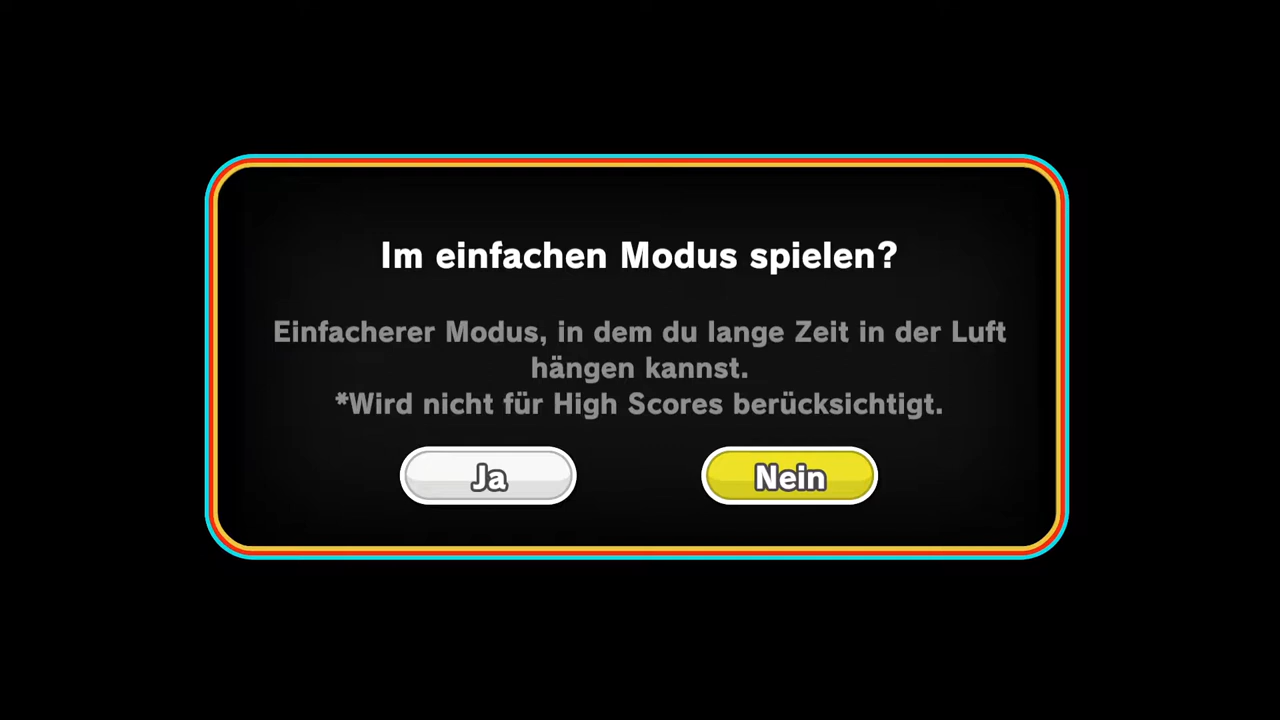 Im einfachen Modus spielen?
Einfacherer Modus, in dem du lange Zeit in der Luft
hängen kannst.
*Wird nicht für High Scores berücksichtigt.
Ja
Nein